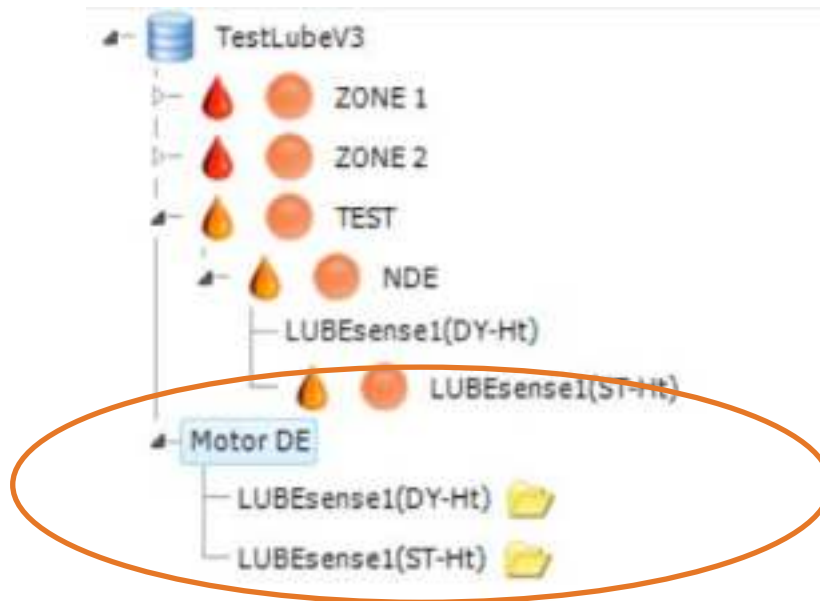 TestLubeV3
ZONE 1
ZONE 2
TEST
NDE
LUBEsense1(DY-Ht)
LUBEsense1(ST-Ht)
Motor DE
LUBEsense1(DY-Ht)
LUBEsense1(ST-Ht)